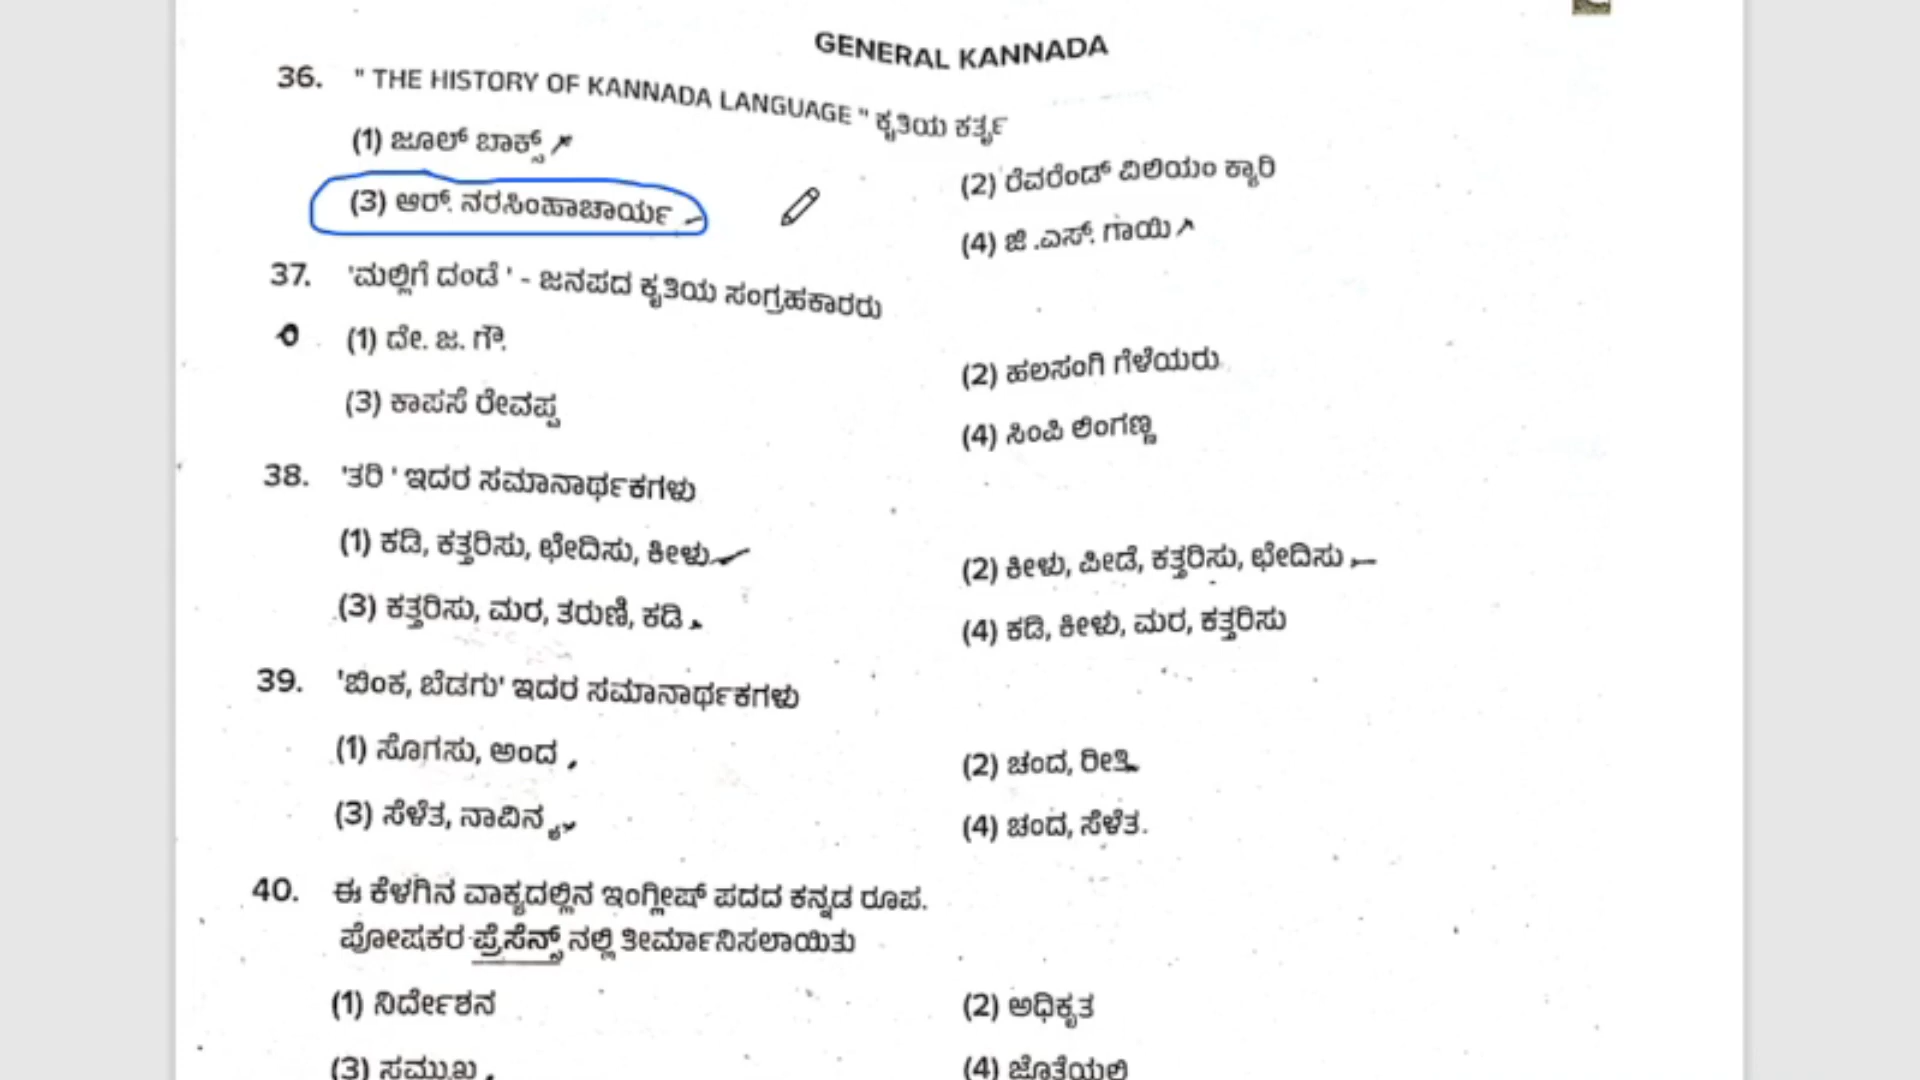 GENERAL KANNADA
36. " THE HISTORY OF KANNADA LANGUAGE " ಕೃತಿಯ ಕರ್ತೃ
(1) ಜೂಲ್ ಬಾಕ್ಸ್
(2) ರೆವರೆಂಡ್ ವಿಲಿಯಂ ಕ್ಯಾರಿ
(3) ಆರ್. ನರಸಿಂಹಾಚಾರ್ಯ
(4) ಜಿ .ಎಸ್. ಗಾಯಿ
37. 'ಮಲ್ಲಿಗೆ ದಂಡೆ ' - ಜನಪದ ಕೃತಿಯ ಸಂಗ್ರಹಕಾರರು
(1) ದೇ. ಜ. ಗೌ.
(2) ಹಲಸಂಗಿ ಗೆಳೆಯರು
(3) ಕಾಪಸೆ ರೇವಪ್ಪ
(4) ಸಿಂಪಿ ಲಿಂಗಣ್ಣ
38. 'ತರಿ ' ಇದರ ಸಮಾನಾರ್ಥಕಗಳು
(1) ಕಡಿ, ಕತ್ತರಿಸು, ಛೇದಿಸು, ಕೀಳು
(2) ಕೀಳು, ಪೀಡೆ, ಕತ್ತರಿಸು, ಛೇದಿಸು
(3) ಕತ್ತರಿಸು, ಮರ, ತರುಣಿ, ಕಡಿ
(4) ಕಡಿ, ಕೀಳು, ಮರ, ಕತ್ತರಿಸು
39. 'ಬಿಂಕ, ಬೆಡಗು' ಇದರ ಸಮಾನಾರ್ಥಕಗಳು
(1) ಸೊಗಸು, ಅಂದ
(2) ಚಂದ, ರೀತಿ
(3) ಸೆಳೆತ, ನಾವಿನ್ಯ
(4) ಚಂದ, ಸೆಳೆತ.
40. ಈ ಕೆಳಗಿನ ವಾಕ್ಯದಲ್ಲಿನ ಇಂಗ್ಲೀಷ್ ಪದದ ಕನ್ನಡ ರೂಪ.
ಪೋಷಕರ ಪ್ರೆಸೆನ್ಸ್ ನಲ್ಲಿ ತೀರ್ಮಾನಿಸಲಾಯಿತು
(1) ನಿರ್ದೇಶನ
(2) ಅಧಿಕೃತ
(3) ಸಮ್ಮುಖ
(4) ಜೊತೆಯಲಿ